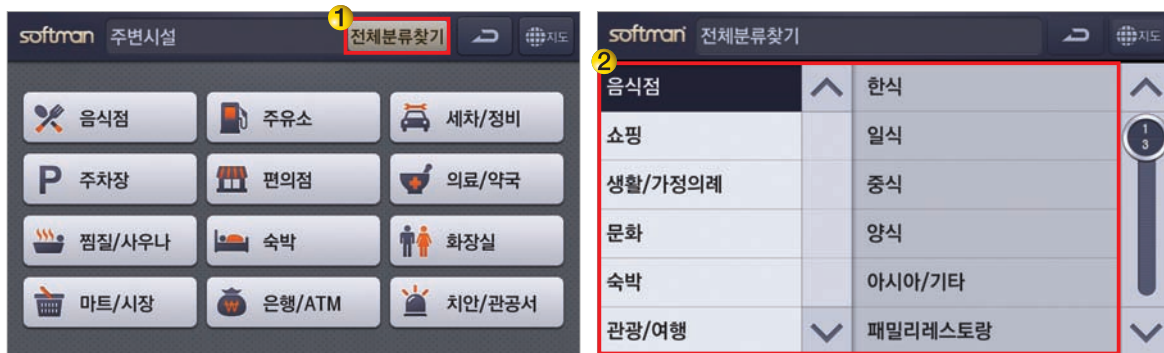 1
softman 주변시설 전체분류찾기 지도
음식점 주유소 세차/정비
P 주차장 편의점 의료/약국
찜질/사우나 숙박 화장실
마트/시장 은행/ATM 치안/관공서
softman 전체분류찾기 지도
2
음식점 한식
쇼핑 일식
1
3
생활/가정의례 중식
문화 양식
숙박 아시아/기타
관광/여행 패밀리레스토랑